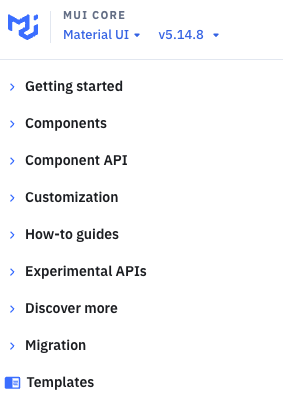 MUI CORE
Material UI v5.14.8
Getting started
Components
Component API
Customization
How-to guides
Experimental APIs
Discover more
Migration
Templates